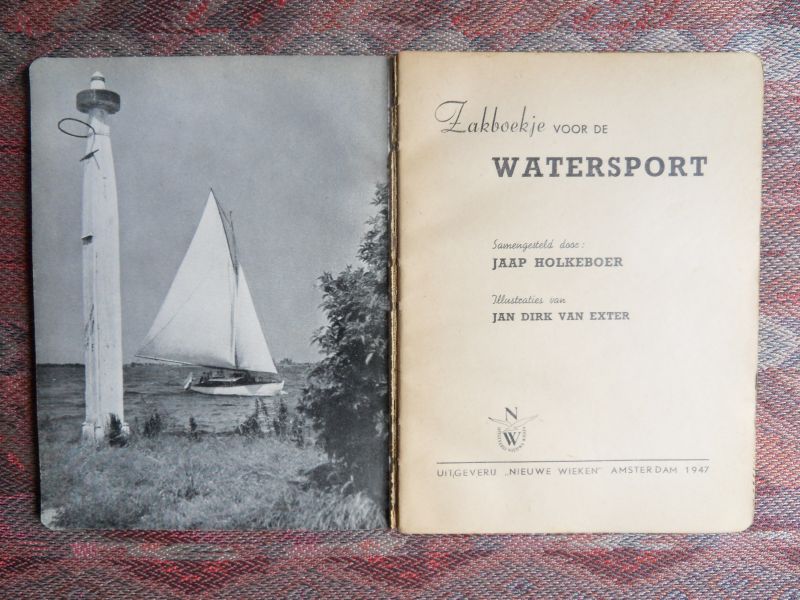 Zakboekje VOOR DE
WATERSPORT
Samengesteld door:
JAAP HOLKEBOER
Illustraties van
JAN DIRK VAN EXTER
N
W
UITGEVERIJ „NIEUWE WIEKEN” AMSTERDAM 1947